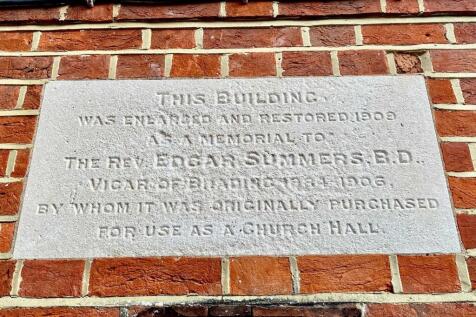 THIS BUILDING
WAS ENLARGED AND RESTORED, 1909
AS A MEMORIAL TO
THE REV. EDGAR SUMMERS, B.D.,
VICAR OF BRADING 1884-1906,
BY WHOM IT WAS ORIGINALLY PURCHASED
FOR USE AS A CHURCH HALL.